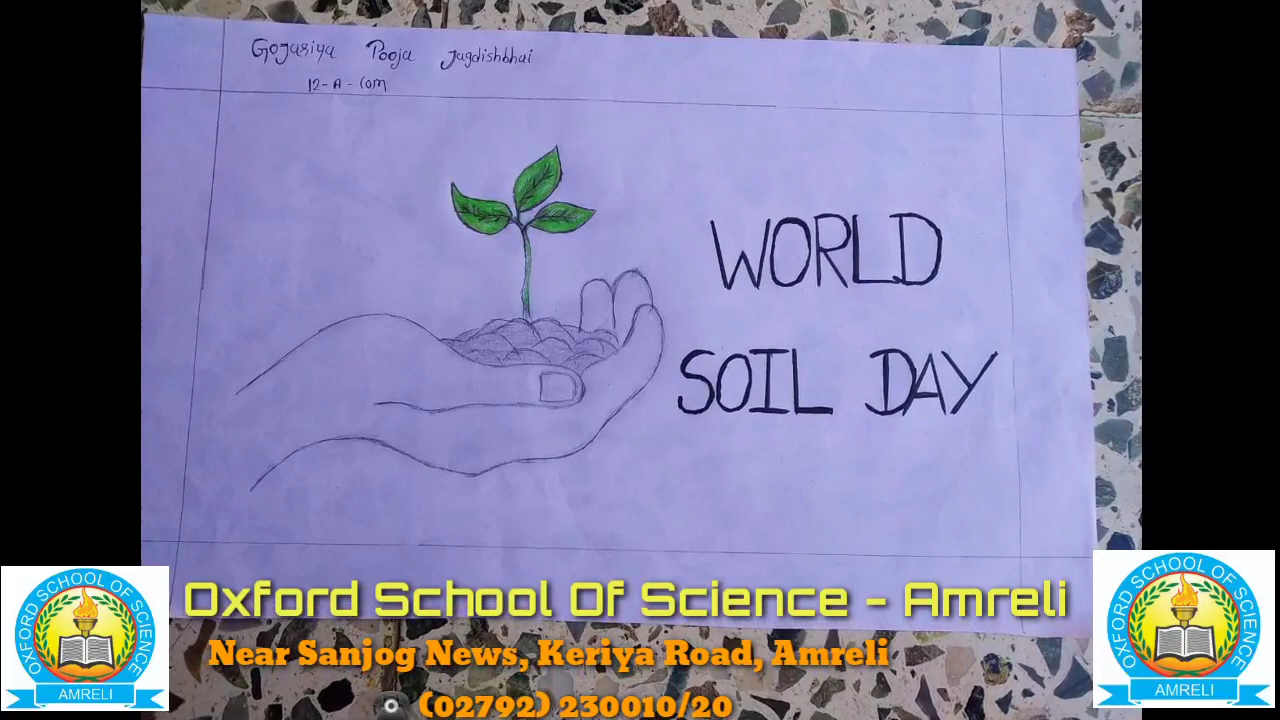 Gojariya Pooja Jagdishbhai
12-A-Com
WORLD
SOIL DAY
Oxford School Of Science - Amreli
Near Sanjog News, Keriya Road, Amreli
(02792) 230010/20
OXFORD SCHOOL OF SCIENCE
AMRELI
OXFORD SCHOOL OF SCIENCE
AMRELI